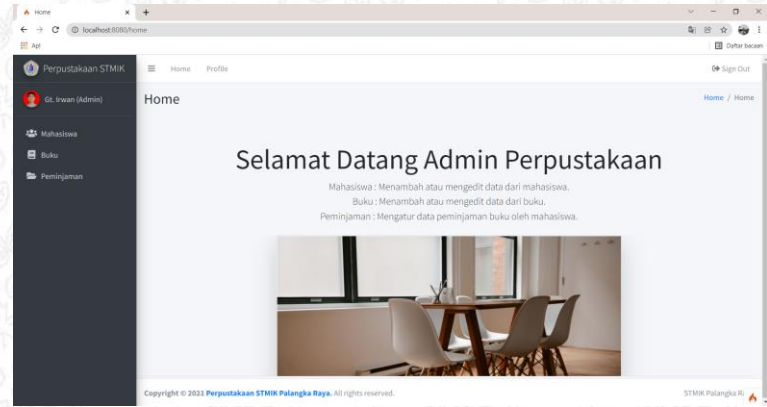 Home
localhost:8080/home
Apl
Daftar bacaan
Perpustakaan STMIK
Home Profile
Sign Out
Gt. Irwan (Admin)
Home
Home / Home
Mahasiswa
Buku
Peminjaman
Selamat Datang Admin Perpustakaan
Mahasiswa : Menambah atau mengedit data dari mahasiswa.
Buku : Menambah atau mengedit data dari buku.
Peminjaman : Mengatur data peminjaman buku oleh mahasiswa.
Copyright © 2021 Perpustakaan STMIK Palangka Raya. All rights reserved.
STMIK Palangka R